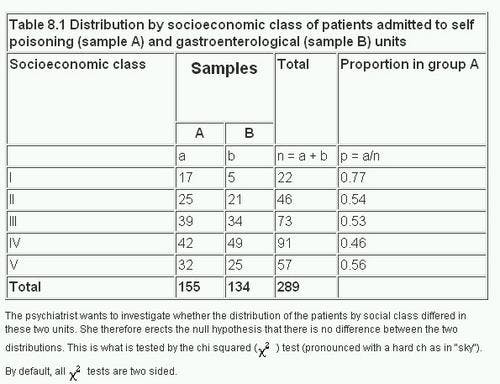 Table 8.1 Distribution by socioeconomic class of patients admitted to self
poisoning (sample A) and gastroenterological (sample B) units
Socioeconomic class Samples Total Proportion in group A
A B
a b n = a + b p = a/n
I 17 5 22 0.77
II 25 21 46 0.54
III 39 34 73 0.53
IV 42 49 91 0.46
V 32 25 57 0.56
Total 155 134 289
The psychiatrist wants to investigate whether the distribution of the patients by social class differed in
these two units. She therefore erects the null hypothesis that there is no difference between the two
distributions. This is what is tested by the chi squared (χ² ) test (pronounced with a hard ch as in "sky").
By default, all χ² tests are two sided.